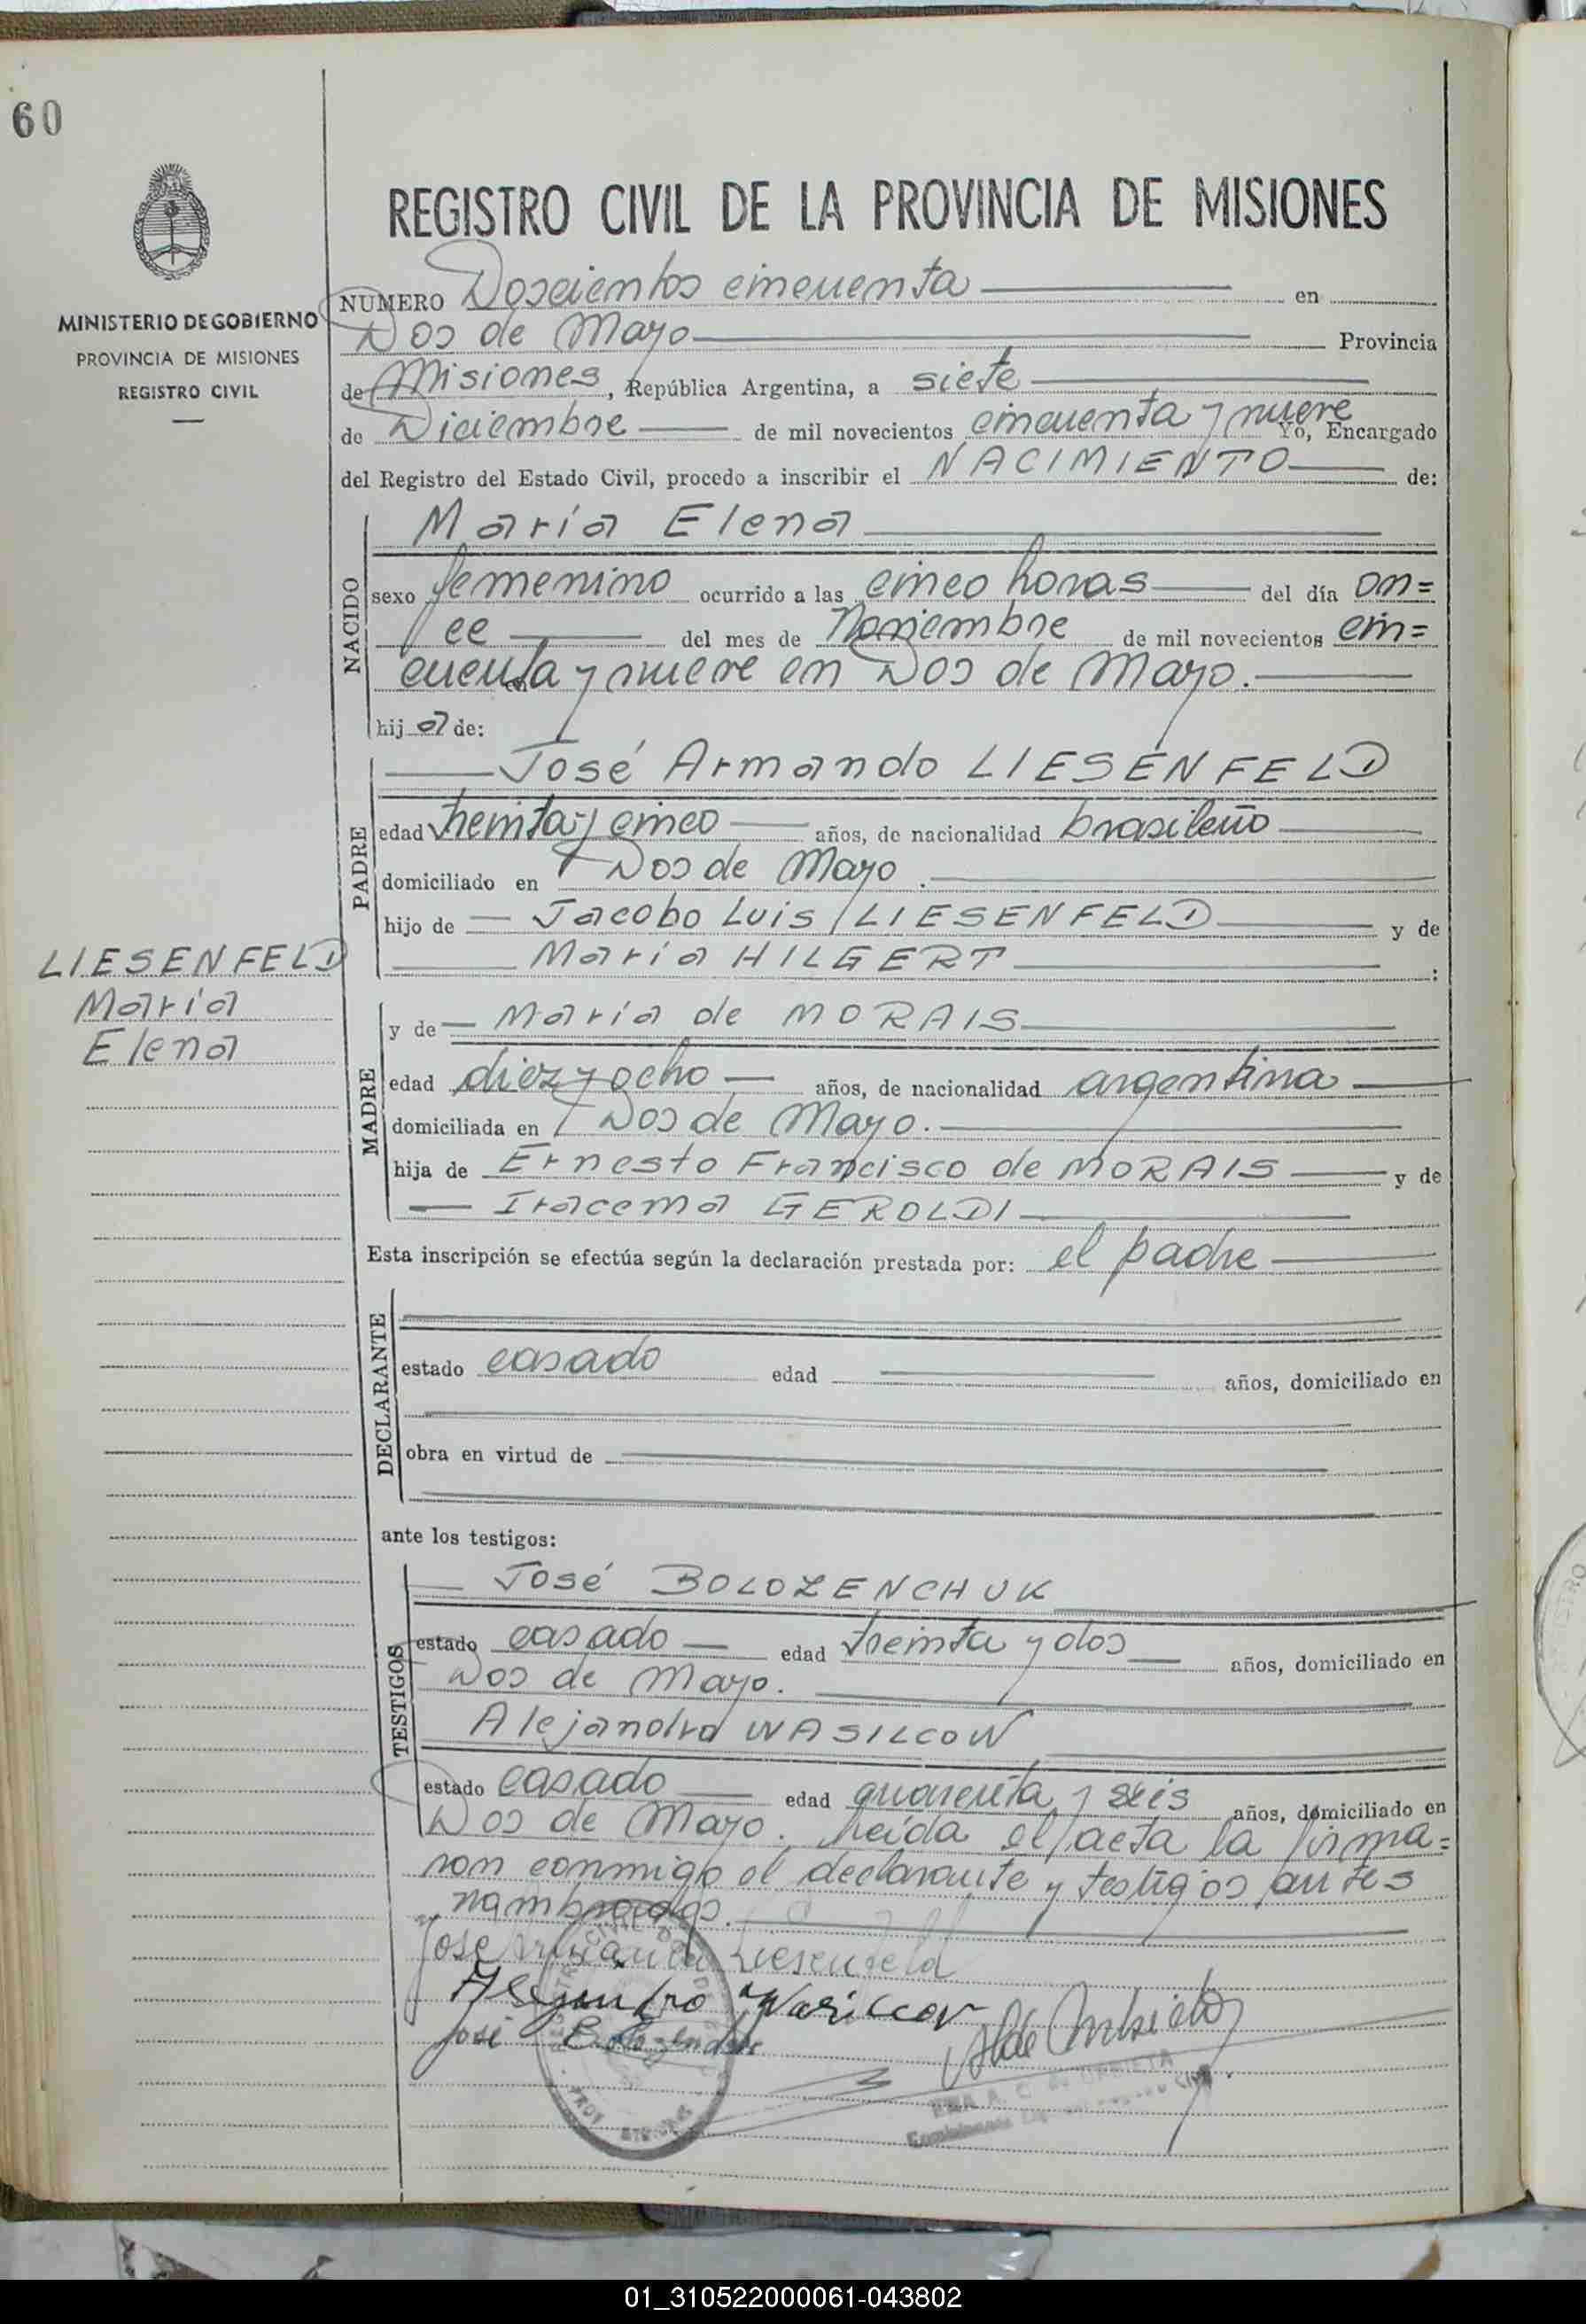 60
REGISTRO CIVIL DE LA PROVINCIA DE MISIONES
MINISTERIO DE GOBIERNO
PROVINCIA DE MISIONES
REGISTRO CIVIL
NUMERO Doscientos cincuenta en
Dos de Mayo Provincia
de Misiones, República Argentina, a siete
de Diciembre de mil novecientos cincuenta y nueve Yo, Encargado
del Registro del Estado Civil, procedo a inscribir el NACIMIENTO de:
NACIDO
María Elena
sexo femenino ocurrido a las cinco horas del día on=
ce del mes de Noviembre de mil novecientos cin=
cuenta y nueve en Dos de Mayo.
hija de:
PADRE
José Armando LIESENFELD
edad treinta y cinco años, de nacionalidad brasileño
domiciliado en Dos de Mayo.
hijo de Jacobo Luis LIESENFELD y de
María HILGERT :
LIESENFELD
María
Elena
MADRE
y de María de MORAIS
edad diez y ocho años, de nacionalidad argentina
domiciliada en Dos de Mayo.
hija de Ernesto Francisco de MORAIS y de
Iracema GEROLDI
Esta inscripción se efectúa según la declaración prestada por: el padre
DECLARANTE
estado casado edad años, domiciliado en
obra en virtud de
ante los testigos:
TESTIGOS
José BOLOZENCHUK
estado casado edad treinta y dos años, domiciliado en
Dos de Mayo.
Alejandro WASILCOW
estado casado edad quarenta y seis años, domiciliado en
Dos de Mayo. Leída el acta la firma=
ron conmigo el declarante y testigos antes
nombrados.
José Armando Liesenfeld
Alejandro Wasilcow
José
01_310522000061-043802